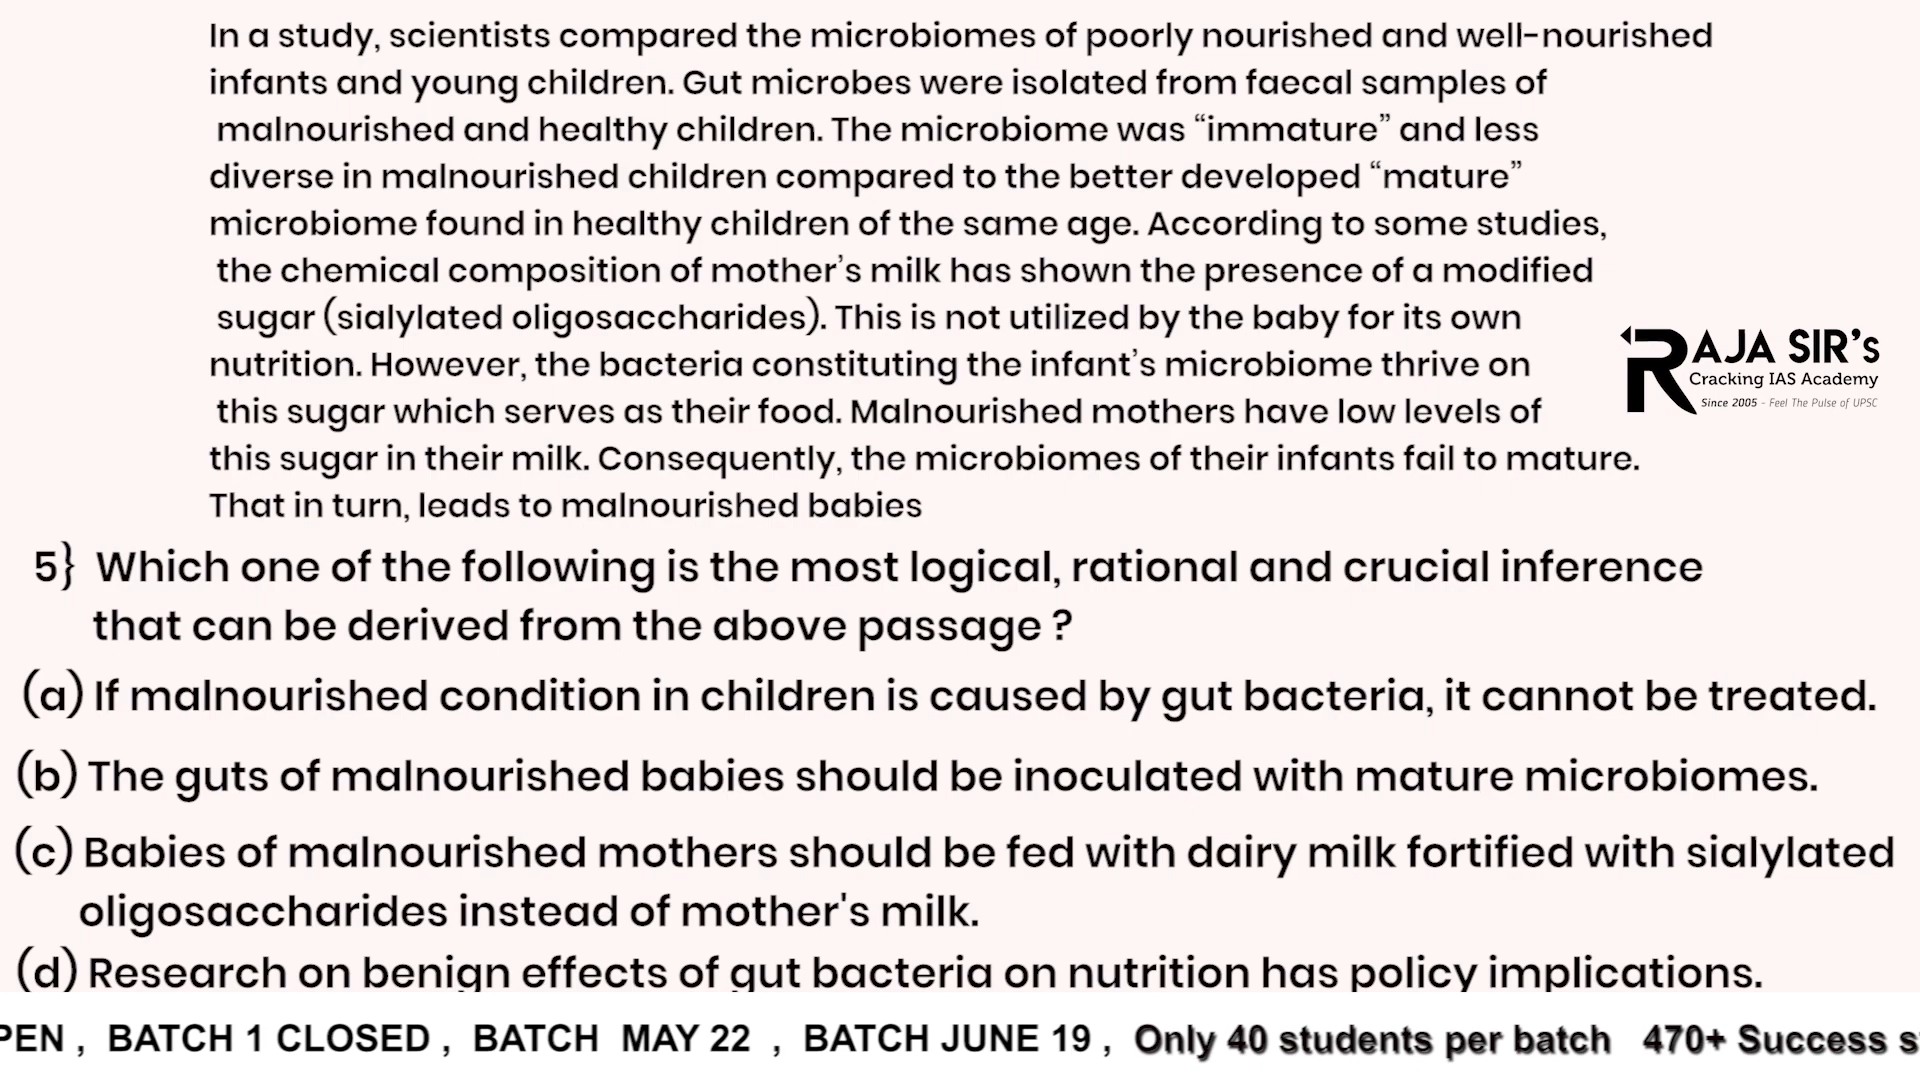 In a study, scientists compared the microbiomes of poorly nourished and well-nourished
infants and young children. Gut microbes were isolated from faecal samples of
malnourished and healthy children. The microbiome was “immature” and less
diverse in malnourished children compared to the better developed “mature”
microbiome found in healthy children of the same age. According to some studies,
the chemical composition of mother’s milk has shown the presence of a modified
sugar (sialylated oligosaccharides). This is not utilized by the baby for its own
nutrition. However, the bacteria constituting the infant’s microbiome thrive on
this sugar which serves as their food. Malnourished mothers have low levels of
this sugar in their milk. Consequently, the microbiomes of their infants fail to mature.
That in turn, leads to malnourished babies
RAJA SIR’s
Cracking IAS Academy
Since 2005 - Feel The Pulse of UPSC
5} Which one of the following is the most logical, rational and crucial inference
that can be derived from the above passage ?
(a) If malnourished condition in children is caused by gut bacteria, it cannot be treated.
(b) The guts of malnourished babies should be inoculated with mature microbiomes.
(c) Babies of malnourished mothers should be fed with dairy milk fortified with sialylated
oligosaccharides instead of mother's milk.
(d) Research on benign effects of gut bacteria on nutrition has policy implications.
PEN , BATCH 1 CLOSED , BATCH MAY 22 , BATCH JUNE 19 , Only 40 students per batch 470+ Success s